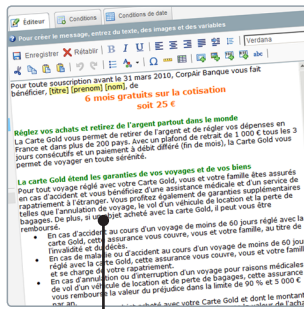 Éditeur Conditions Conditions de date
Pour créer le message, entrez du texte, des images et des variables
Enregistrer Rétablir B I U Verdana
abc
Pour toute souscription avant le 31 mars 2010, CorpAir Banque vous fait
bénéficier, [titre] [prenom] [nom], de
6 mois gratuits sur la cotisation
soit 25 €
Réglez vos achats et retirez de l'argent partout dans le monde
La Carte Gold vous permet de retirer de l'argent et de régler vos dépenses en
France et dans plus de 200 pays. Avec un plafond de retrait de 1 000 € tous les 3
jours consécutifs et un paiement à débit différé (fin de mois), la Carte Gold vous
permet de voyager en toute sérénité.
La carte Gold étend les garanties de vos voyages et de vos biens
Pour tout voyage réglé avec votre Carte Gold, vous et votre famille êtes assurés
en cas d'accident et vous bénéficiez d'une assistance médicale et d'un service de
rapatriement à l'étranger. Vous profitez également de garanties supplémentaires
telles que l'annulation de voyage, le vol d'un véhicule de location et la perte de
bagages. De plus, si un objet acheté avec la carte Gold, il peut vous être
remboursé.
• En cas d'accident au cours d'un voyage de moins de 60 jours réglé avec la
carte Gold, cette assurance vous couvre, vous et votre famille, au titre de
l'invalidité et du décès.
• En cas de maladie ou d'accident au cours d'un voyage de moins de 60 jou
réglé avec la carte Gold, cette assurance vous couvre, vous et votre famill
et se charge de votre rapatriement.
• En cas d'annulation ou d'interruption d'un voyage pour raisons médicales
de vol d'un véhicule de location et de perte de bagages, cette assurance
vous rembourse la valeur du préjudice dans la limite de 90 % et 5 000 €
par an.
acheté avec votre Carte Gold et dont le montant